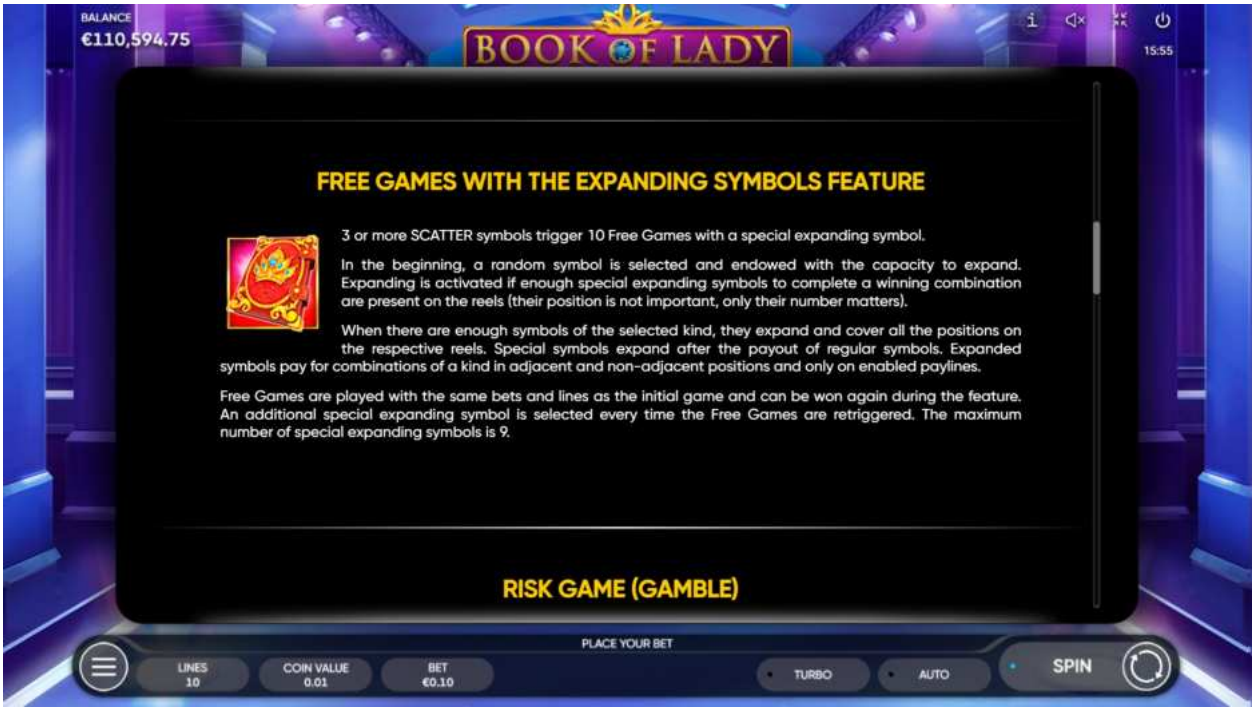 BALANCE
€110,594.75
BOOK OF LADY
15:55
FREE GAMES WITH THE EXPANDING SYMBOLS FEATURE
3 or more SCATTER symbols trigger 10 Free Games with a special expanding symbol.
In the beginning, a random symbol is selected and endowed with the capacity to expand.
Expanding is activated if enough special expanding symbols to complete a winning combination
are present on the reels (their position is not important, only their number matters).
When there are enough symbols of the selected kind, they expand and cover all the positions on
the respective reels. Special symbols expand after the payout of regular symbols. Expanded
symbols pay for combinations of a kind in adjacent and non-adjacent positions and only on enabled paylines.
Free Games are played with the same bets and lines as the initial game and can be won again during the feature.
An additional special expanding symbol is selected every time the Free Games are retriggered. The maximum
number of special expanding symbols is 9.
RISK GAME (GAMBLE)
PLACE YOUR BET
LINES
10
COIN VALUE
0.01
BET
€0.10
TURBO
AUTO
SPIN